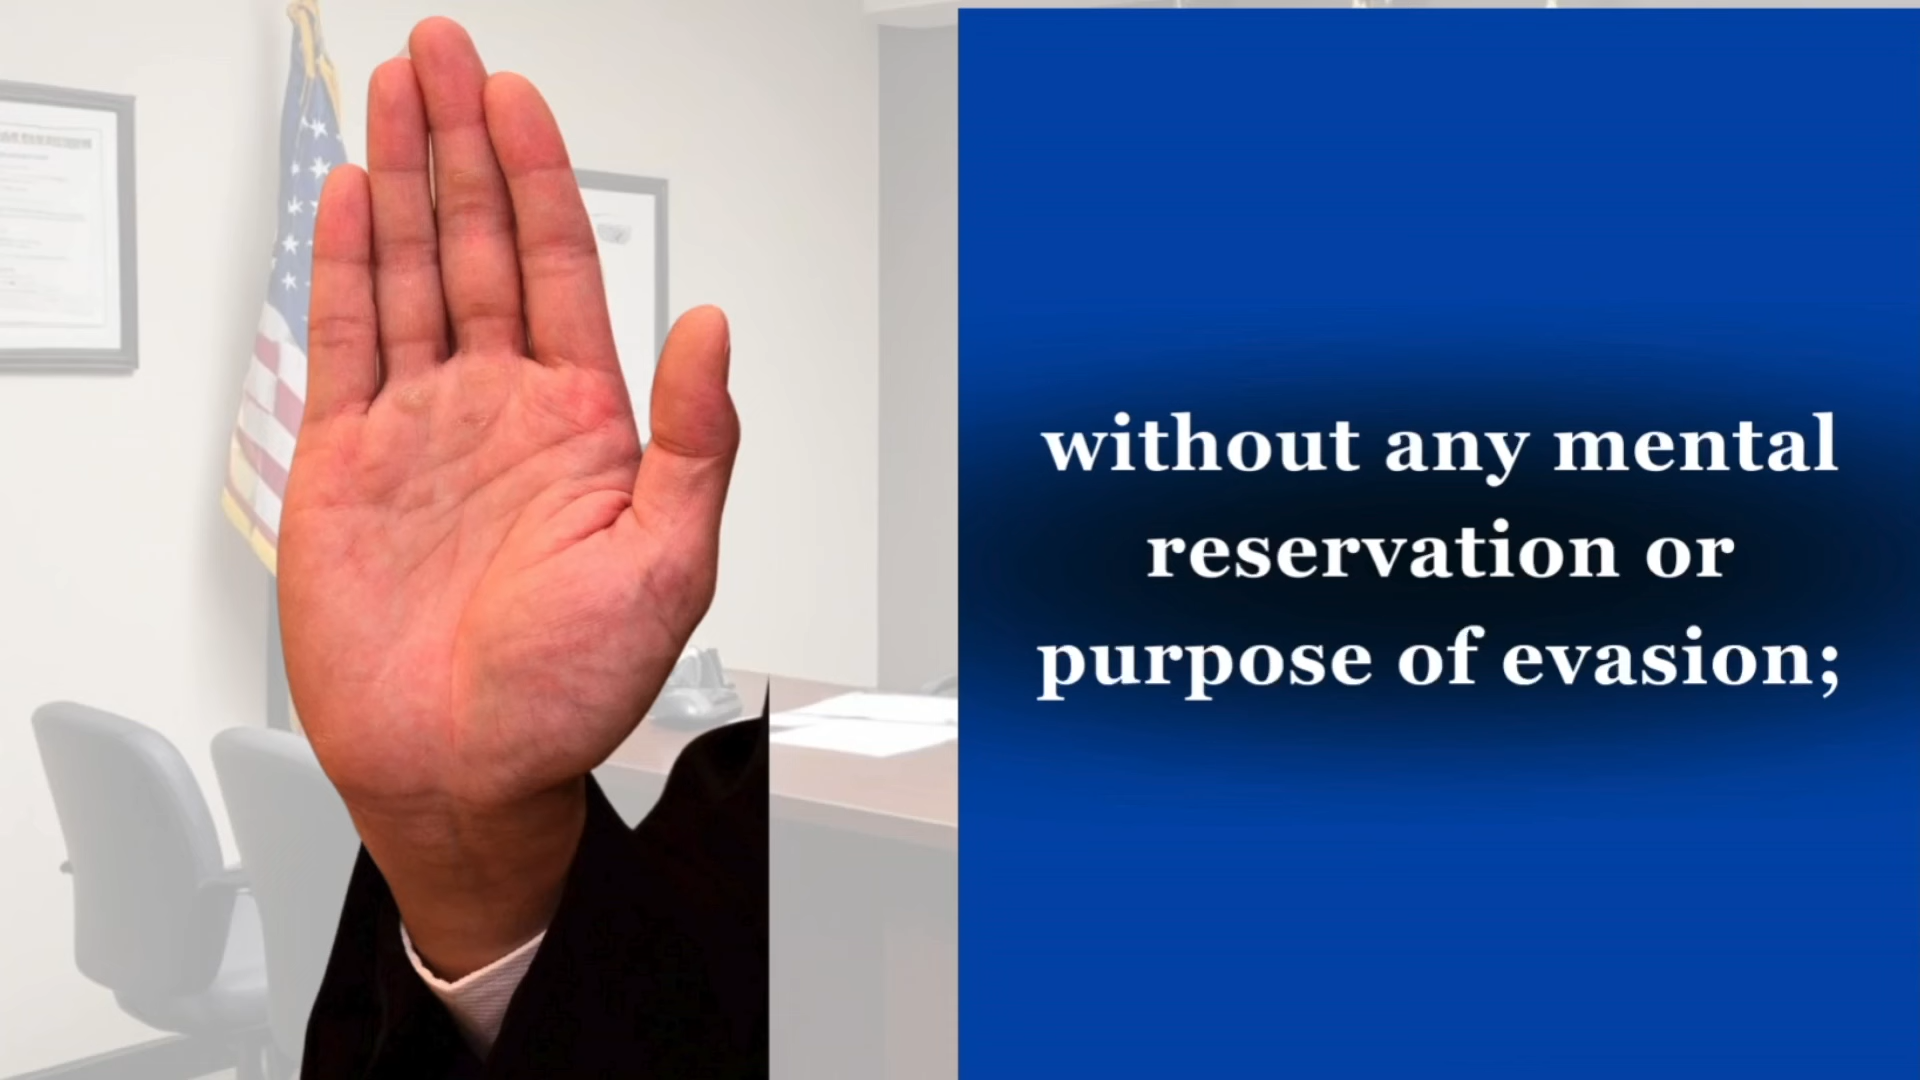 without any mental
reservation or
purpose of evasion;